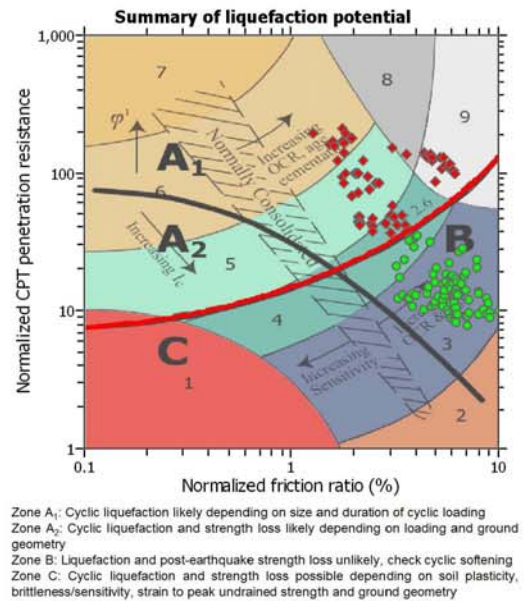 Summary of liquefaction potential
Normalized CPT penetration resistance
1,000
100
10
1
7
8
9
φ'
A1
Normally Consolidated
Increasing
OCR, age
cementation
6
A2
2.6
B
Increasing Ic
5
4
Increasing
OCR &
Increasing
Sensitivity
3
C
1
2
0.1
1
10
Normalized friction ratio (%)
Zone A1: Cyclic liquefaction likely depending on size and duration of cyclic loading
Zone A2: Cyclic liquefaction and strength loss likely depending on loading and ground
geometry
Zone B: Liquefaction and post-earthquake strength loss unlikely, check cyclic softening
Zone C: Cyclic liquefaction and strength loss possible depending on soil plasticity,
brittleness/sensitivity, strain to peak undrained strength and ground geometry